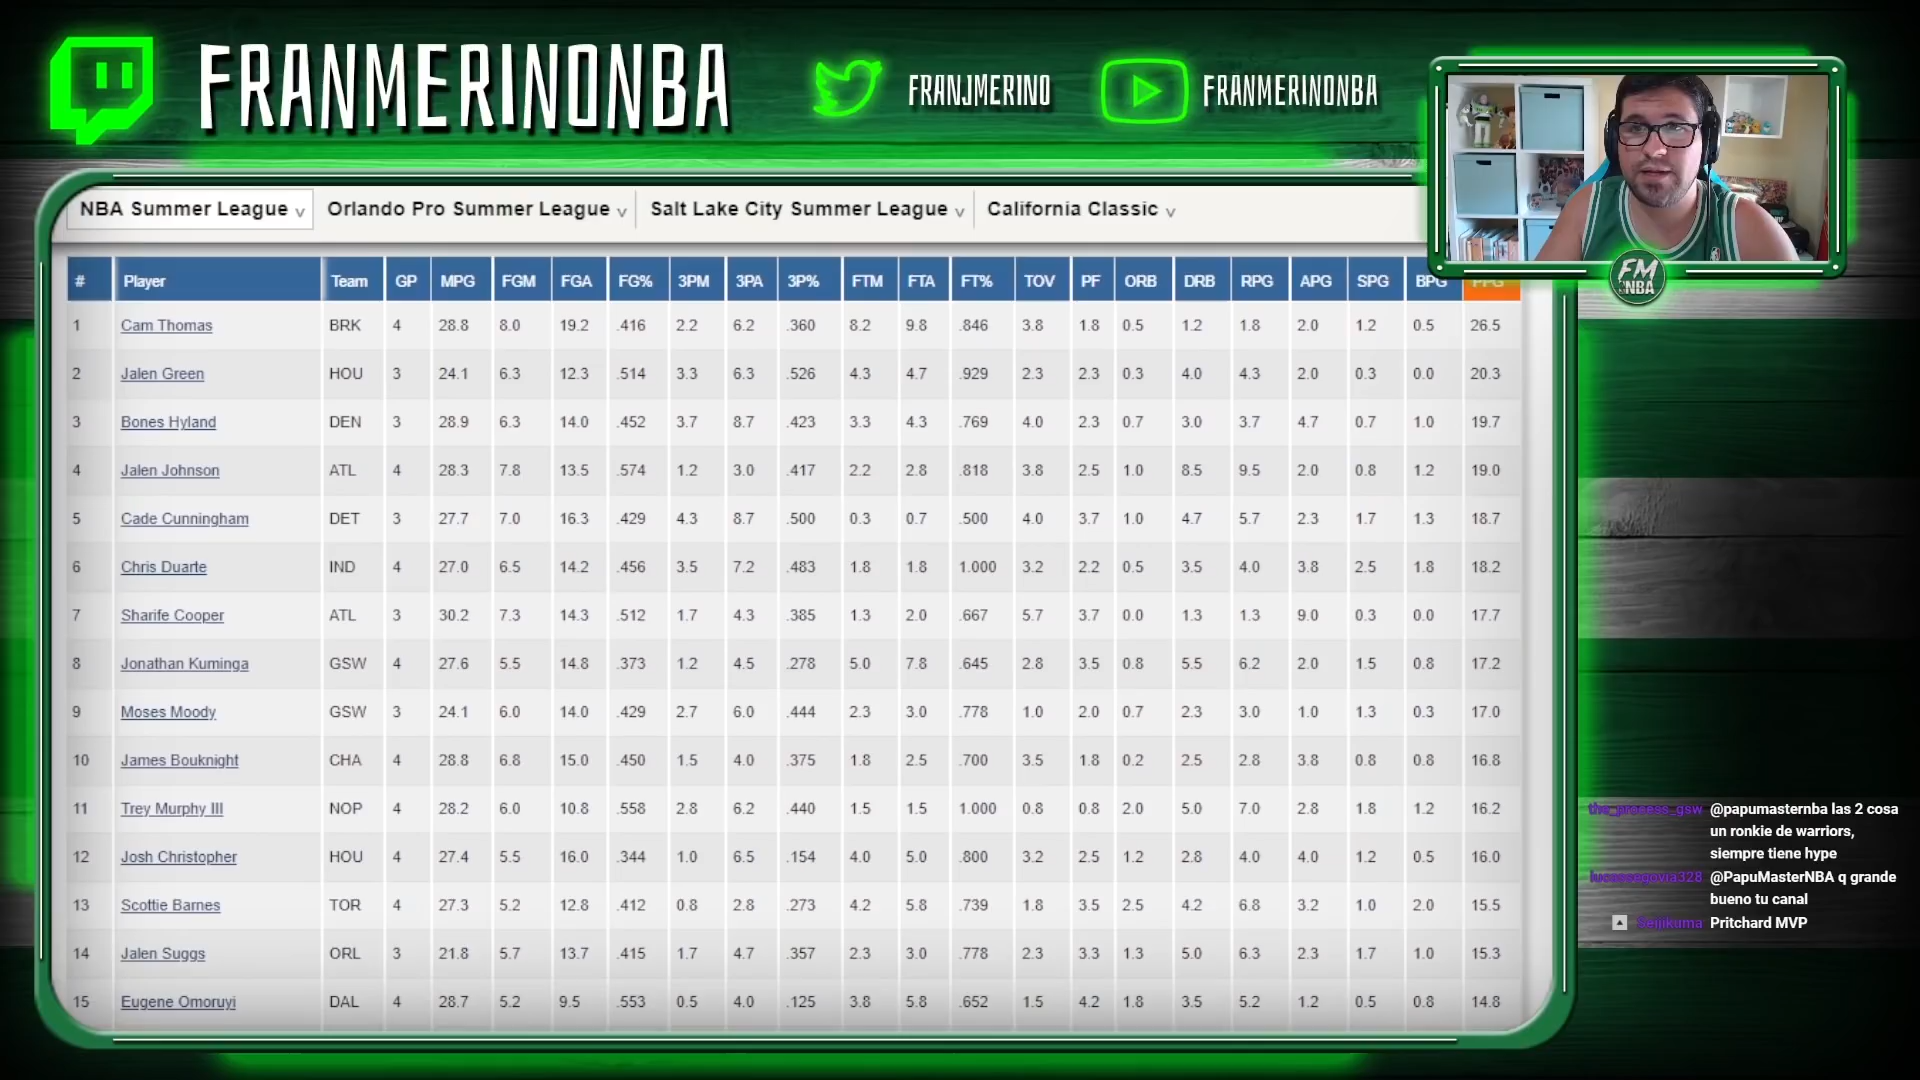 FRANMERINONBA
FRANJMERINO
FRANMERINONBA
FM
NBA
NBA Summer League v Orlando Pro Summer League v Salt Lake City Summer League v California Classic v
# Player Team GP MPG FGM FGA FG% 3PM 3PA 3P% FTM FTA FT% TOV PF ORB DRB RPG APG SPG BPG PPG
1 Cam Thomas BRK 4 28.8 8.0 19.2 .416 2.2 6.2 .360 8.2 9.8 .846 3.8 1.8 0.5 1.2 1.8 2.0 1.2 0.5 26.5
2 Jalen Green HOU 3 24.1 6.3 12.3 .514 3.3 6.3 .526 4.3 4.7 .929 2.3 2.3 0.3 4.0 4.3 2.0 0.3 0.0 20.3
3 Bones Hyland DEN 3 28.9 6.3 14.0 .452 3.7 8.7 .423 3.3 4.3 .769 4.0 2.3 0.7 3.0 3.7 4.7 0.7 1.0 19.7
4 Jalen Johnson ATL 4 28.3 7.8 13.5 .574 1.2 3.0 .417 2.2 2.8 .818 3.8 2.5 1.0 8.5 9.5 2.0 0.8 1.2 19.0
5 Cade Cunningham DET 3 27.7 7.0 16.3 .429 4.3 8.7 .500 0.3 0.7 .500 4.0 3.7 1.0 4.7 5.7 2.3 1.7 1.3 18.7
6 Chris Duarte IND 4 27.0 6.5 14.2 .456 3.5 7.2 .483 1.8 1.8 1.000 3.2 2.2 0.5 3.5 4.0 3.8 2.5 1.8 18.2
7 Sharife Cooper ATL 3 30.2 7.3 14.3 .512 1.7 4.3 .385 1.3 2.0 .667 5.7 3.7 0.0 1.3 1.3 9.0 0.3 0.0 17.7
8 Jonathan Kuminga GSW 4 27.6 5.5 14.8 .373 1.2 4.5 .278 5.0 7.8 .645 2.8 3.5 0.8 5.5 6.2 2.0 1.5 0.8 17.2
9 Moses Moody GSW 3 24.1 6.0 14.0 .429 2.7 6.0 .444 2.3 3.0 .778 1.0 2.0 0.7 2.3 3.0 1.0 1.3 0.3 17.0
10 James Bouknight CHA 4 28.8 6.8 15.0 .450 1.5 4.0 .375 1.8 2.5 .700 3.5 1.8 0.2 2.5 2.8 3.8 0.8 0.8 16.8
11 Trey Murphy III NOP 4 28.2 6.0 10.8 .558 2.8 6.2 .440 1.5 1.5 1.000 0.8 0.8 2.0 5.0 7.0 2.8 1.8 1.2 16.2
12 Josh Christopher HOU 4 27.4 5.5 16.0 .344 1.0 6.5 .154 4.0 5.0 .800 3.2 2.5 1.2 2.8 4.0 4.0 1.2 0.5 16.0
13 Scottie Barnes TOR 4 27.3 5.2 12.8 .412 0.8 2.8 .273 4.2 5.8 .739 1.8 3.5 2.5 4.2 6.8 3.2 1.0 2.0 15.5
14 Jalen Suggs ORL 3 21.8 5.7 13.7 .415 1.7 4.7 .357 2.3 3.0 .778 2.3 3.3 1.3 5.0 6.3 2.3 1.7 1.0 15.3
15 Eugene Omoruyi DAL 4 28.7 5.2 9.5 .553 0.5 4.0 .125 3.8 5.8 .652 1.5 4.2 1.8 3.5 5.2 1.2 0.5 0.8 14.8
the_process_gsw @papumasternba las 2 cosa
un ronkie de warriors,
siempre tiene hype
lucassegovia328 @PapuMasterNBA q grande
bueno tu canal
Seijikuma Pritchard MVP